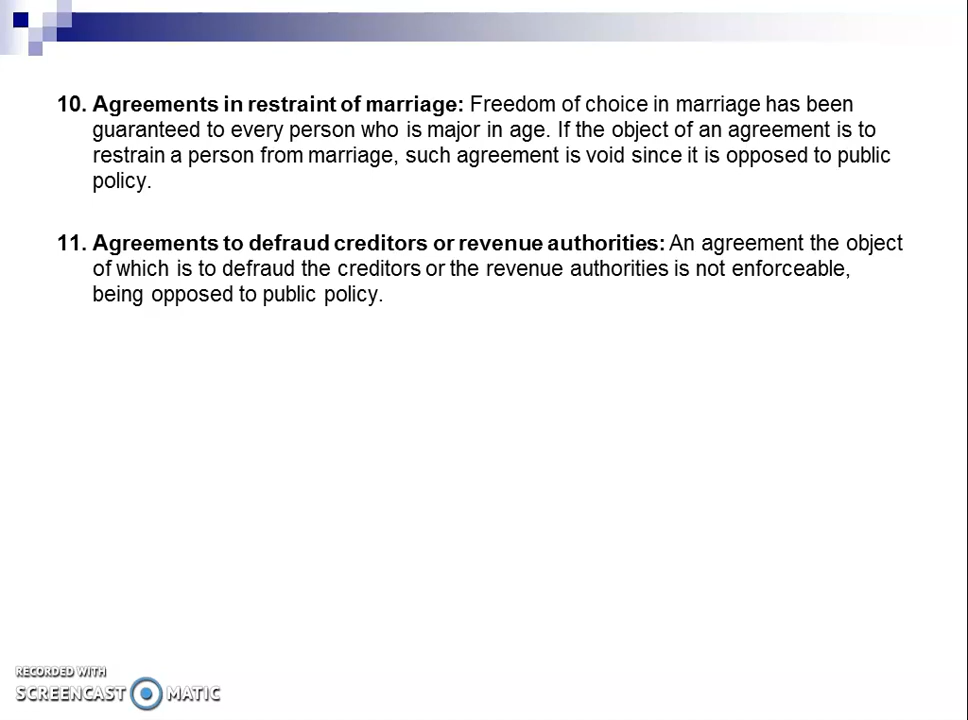 10. Agreements in restraint of marriage: Freedom of choice in marriage has been
guaranteed to every person who is major in age. If the object of an agreement is to
restrain a person from marriage, such agreement is void since it is opposed to public
policy.
11. Agreements to defraud creditors or revenue authorities: An agreement the object
of which is to defraud the creditors or the revenue authorities is not enforceable,
being opposed to public policy.
RECORDED WITH
SCREENCAST MATIC